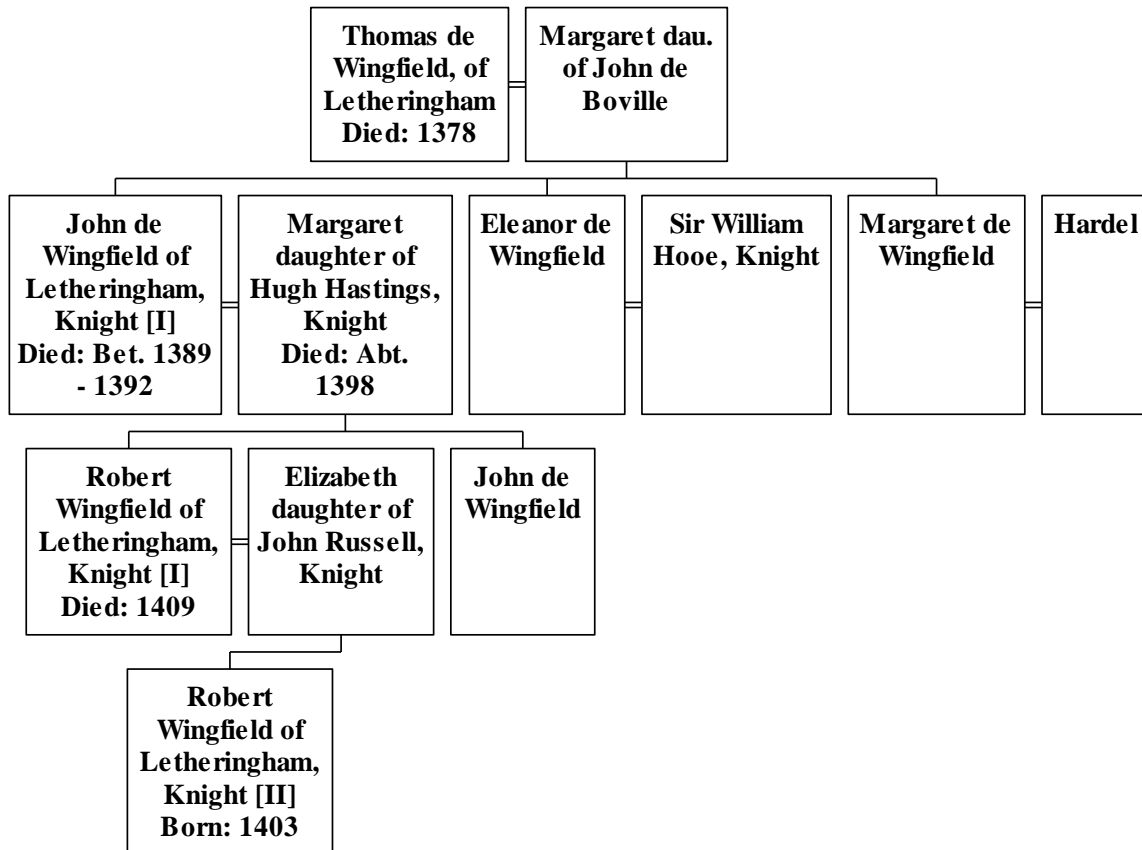 Thomas de
Wingfield, of
Letheringham
Died: 1378
Margaret dau.
of John de
Boville
John de
Wingfield of
Letheringham,
Knight [I]
Died: Bet. 1389
- 1392
Margaret
daughter of
Hugh Hastings,
Knight
Died: Abt.
1398
Eleanor de
Wingfield
Sir William
Hooe, Knight
Margaret de
Wingfield
Hardel
Robert
Wingfield of
Letheringham,
Knight [I]
Died: 1409
Elizabeth
daughter of
John Russell,
Knight
John de
Wingfield
Robert
Wingfield of
Letheringham,
Knight [II]
Born: 1403